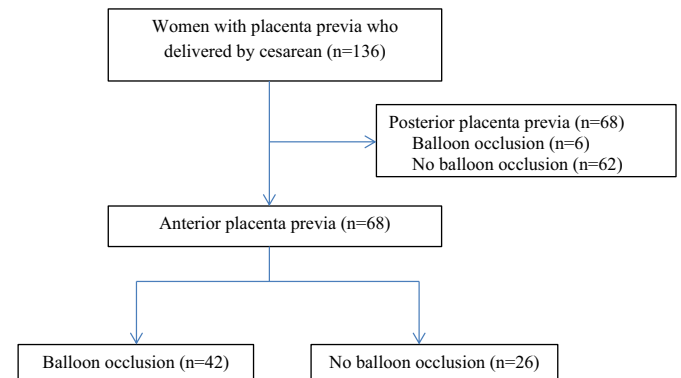 Women with placenta previa who
delivered by cesarean (n=136)
Posterior placenta previa (n=68)
Balloon occlusion (n=6)
No balloon occlusion (n=62)
Anterior placenta previa (n=68)
Balloon occlusion (n=42)
No balloon occlusion (n=26)